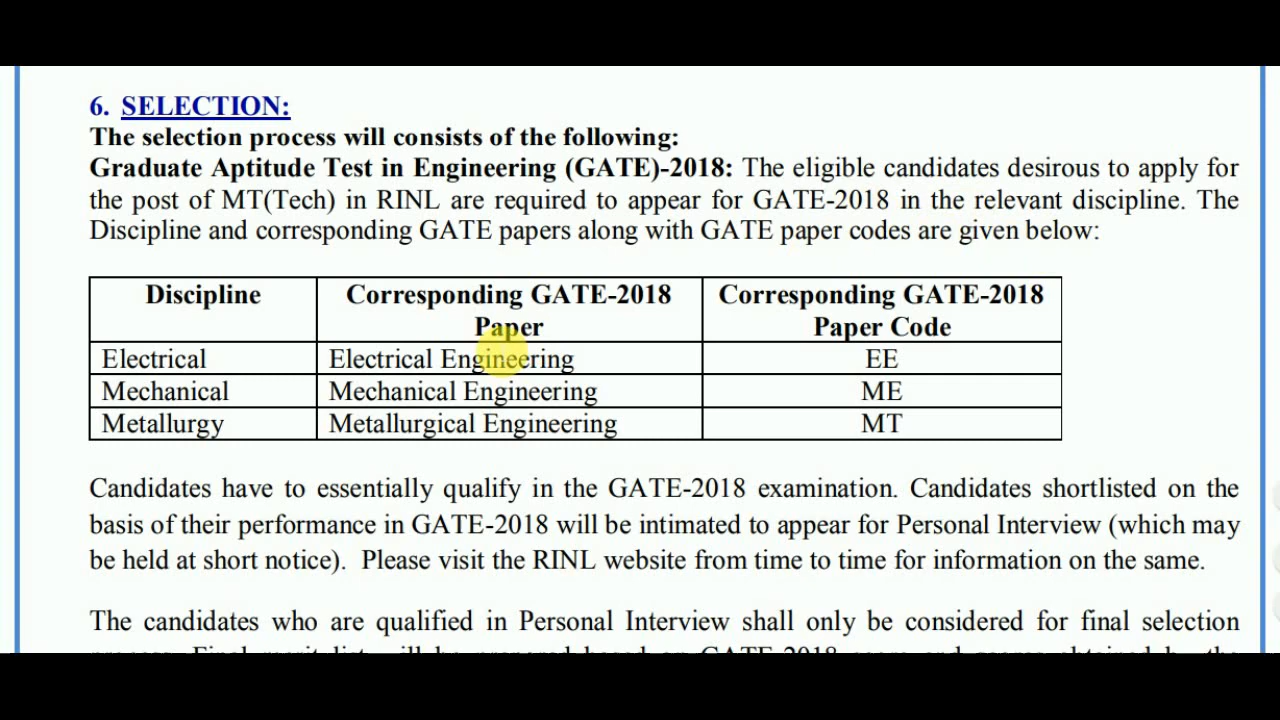 6. SELECTION:
The selection process will consists of the following:
Graduate Aptitude Test in Engineering (GATE)-2018: The eligible candidates desirous to apply for
the post of MT(Tech) in RINL are required to appear for GATE-2018 in the relevant discipline. The
Discipline and corresponding GATE papers along with GATE paper codes are given below:
Discipline Corresponding GATE-2018 Corresponding GATE-2018
Paper Paper Code
Electrical Electrical Engineering EE
Mechanical Mechanical Engineering ME
Metallurgy Metallurgical Engineering MT
Candidates have to essentially qualify in the GATE-2018 examination. Candidates shortlisted on the
basis of their performance in GATE-2018 will be intimated to appear for Personal Interview (which may
be held at short notice). Please visit the RINL website from time to time for information on the same.
The candidates who are qualified in Personal Interview shall only be considered for final selection